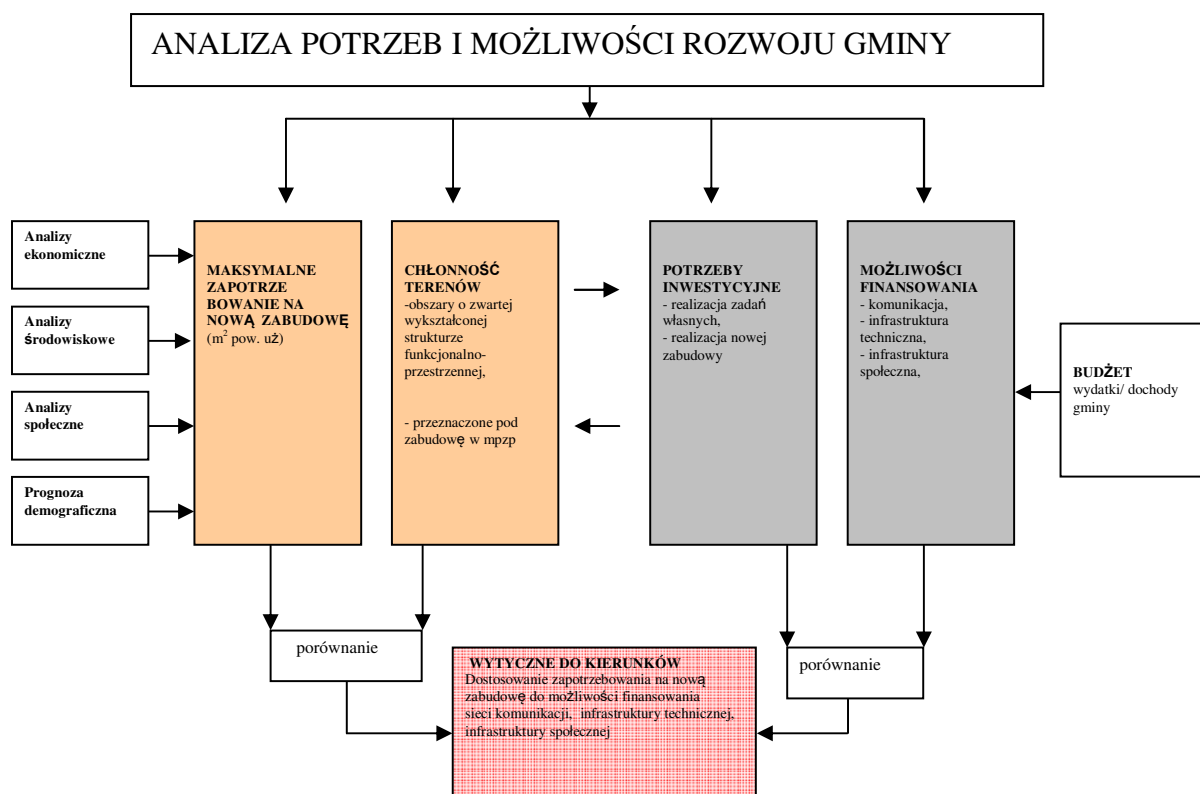 ANALIZA POTRZEB I MOŻLIWOŚCI ROZWOJU GMINY
Analizy
ekonomiczne
Analizy
środowiskowe
Analizy
społeczne
Prognoza
demograficzna
MAKSYMALNE
ZAPOTRZE
BOWANIE NA
NOWĄ ZABUDOWĘ
(m² pow. uż)
CHŁONNOŚĆ
TERENÓW
-obszary o zwartej
wykształconej
strukturze
funkcjonalno-
przestrzennej,
- przeznaczone pod
zabudowę w mpzp
POTRZEBY
INWESTYCYJNE
- realizacja zadań
własnych,
- realizacja nowej
zabudowy
MOŻLIWOŚCI
FINANSOWANIA
- komunikacja,
- infrastruktura
techniczna,
- infrastruktura
społeczna,
BUDŻET
wydatki/ dochody
gminy
porównanie
WYTYCZNE DO KIERUNKÓW
Dostosowanie zapotrzebowania na nową
zabudowę do możliwości finansowania
sieci komunikacji, infrastruktury technicznej,
infrastruktury społecznej
porównanie